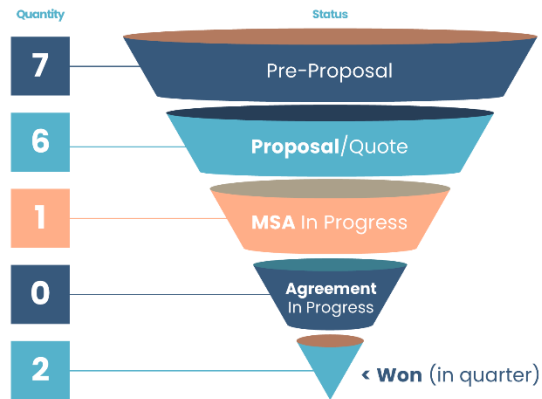 Quantity Status
7 Pre-Proposal
6 Proposal/Quote
1 MSA In Progress
0 Agreement
In Progress
2 < Won (in quarter)